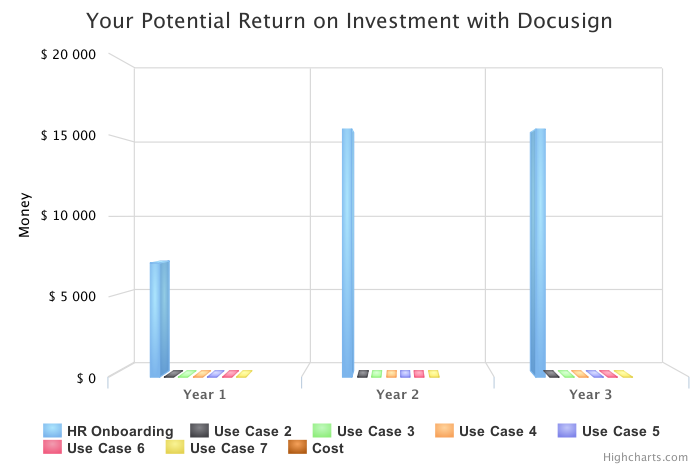 Your Potential Return on Investment with Docusign
$ 20 000
$ 15 000
$ 10 000
$ 5 000
$ 0
Money
Year 1
Year 2
Year 3
HR Onboarding
Use Case 2
Use Case 3
Use Case 4
Use Case 5
Use Case 6
Use Case 7
Cost
Highcharts.com